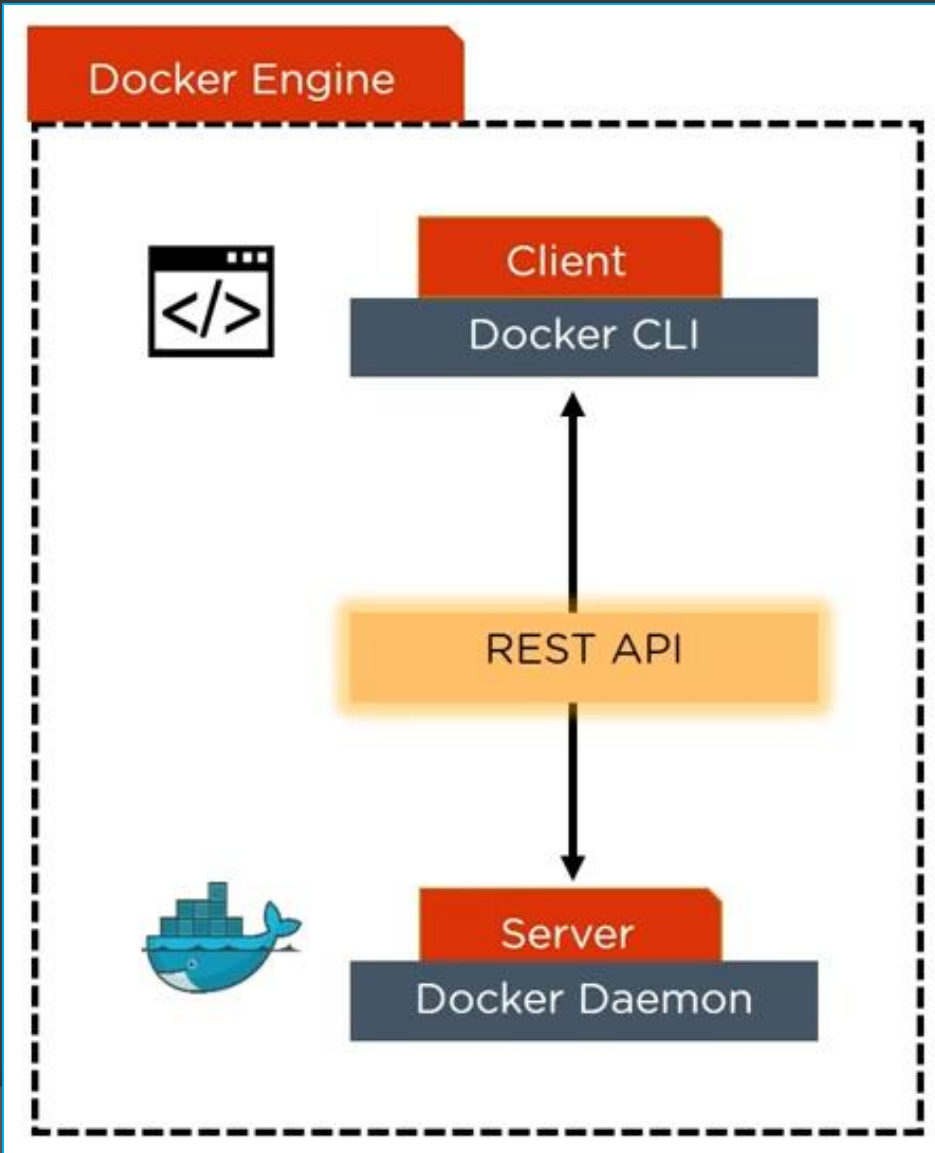 Docker Engine
</>
Client
Docker CLI
REST API
Server
Docker Daemon